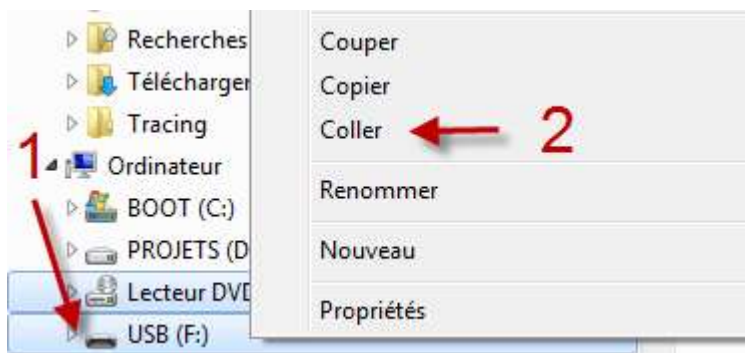 Recherches
Télécharger
Tracing
1
Ordinateur
BOOT (C:)
PROJETS (D
Lecteur DVD
USB (F:)
Couper
Copier
Coller
2
Renommer
Nouveau
Propriétés